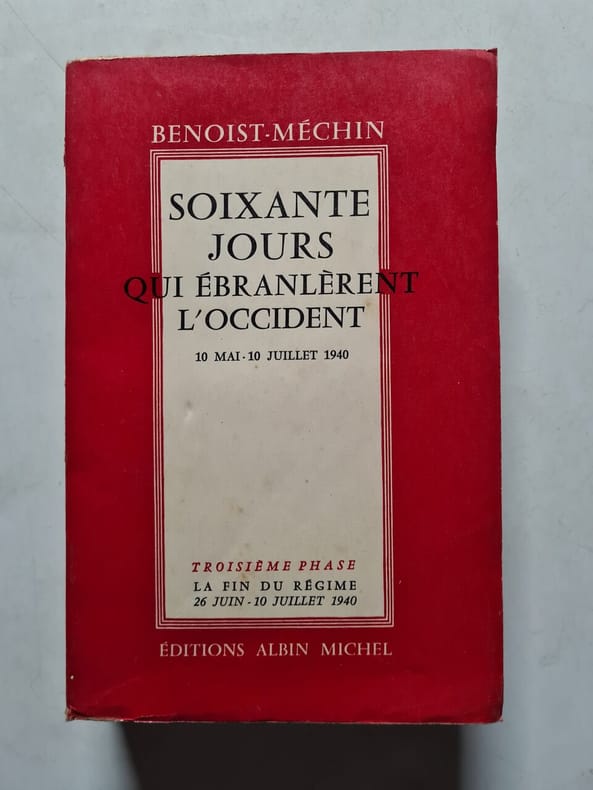 BENOIST-MÉCHIN
SOIXANTE
JOURS
QUI ÉBRANLÈRENT
L'OCCIDENT
10 MAI-10 JUILLET 1940
TROISIÈME PHASE
LA FIN DU RÉGIME
26 JUIN-10 JUILLET 1940
ÉDITIONS ALBIN MICHEL